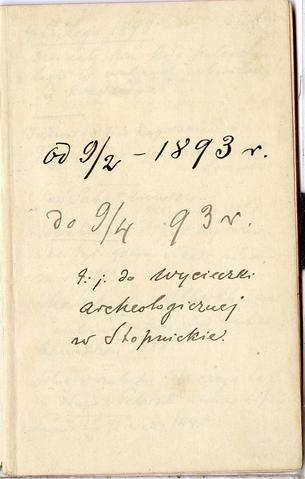 od 9/2 – 1893 r.
do 9/4 93 r.
t. j. do wycieczki
archeologicznej
w Stopnickie.